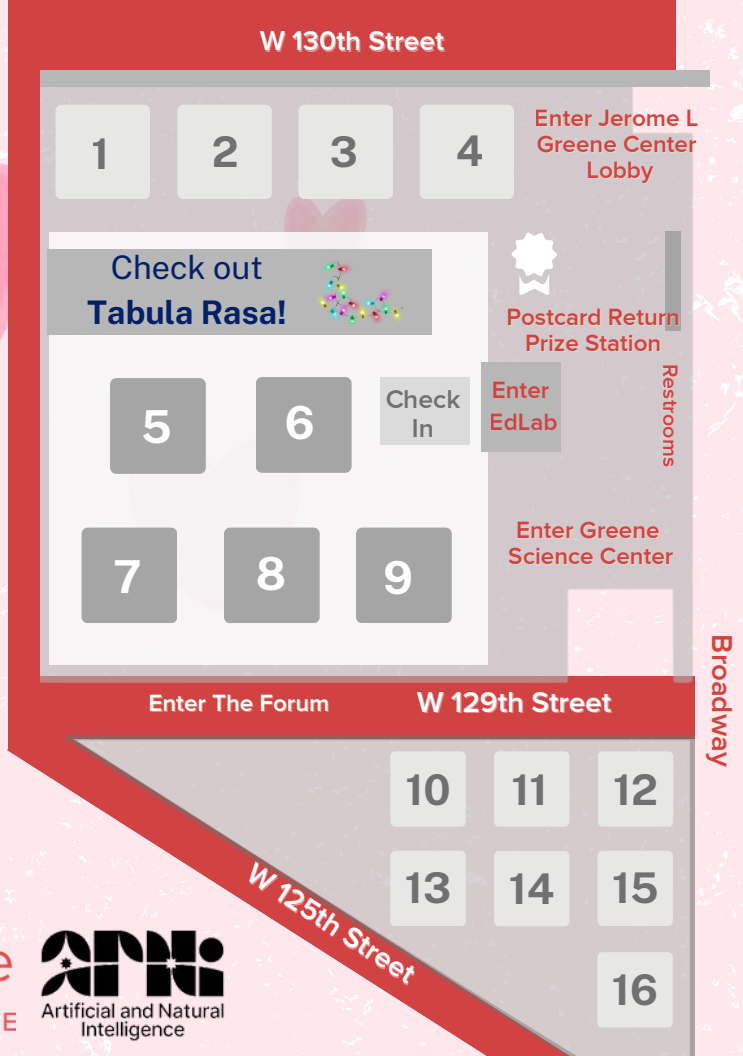 W 130th Street
1
2
3
4
Enter Jerome L
Greene Center
Lobby
Check out
Tabula Rasa!
Postcard Return
Prize Station
5
6
Check
In
Enter
EdLab
Restrooms
7
8
9
Enter Greene
Science Center
Enter The Forum
W 129th Street
Broadway
10
11
12
13
14
15
16
W 125th Street
Artificial and Natural
Intelligence